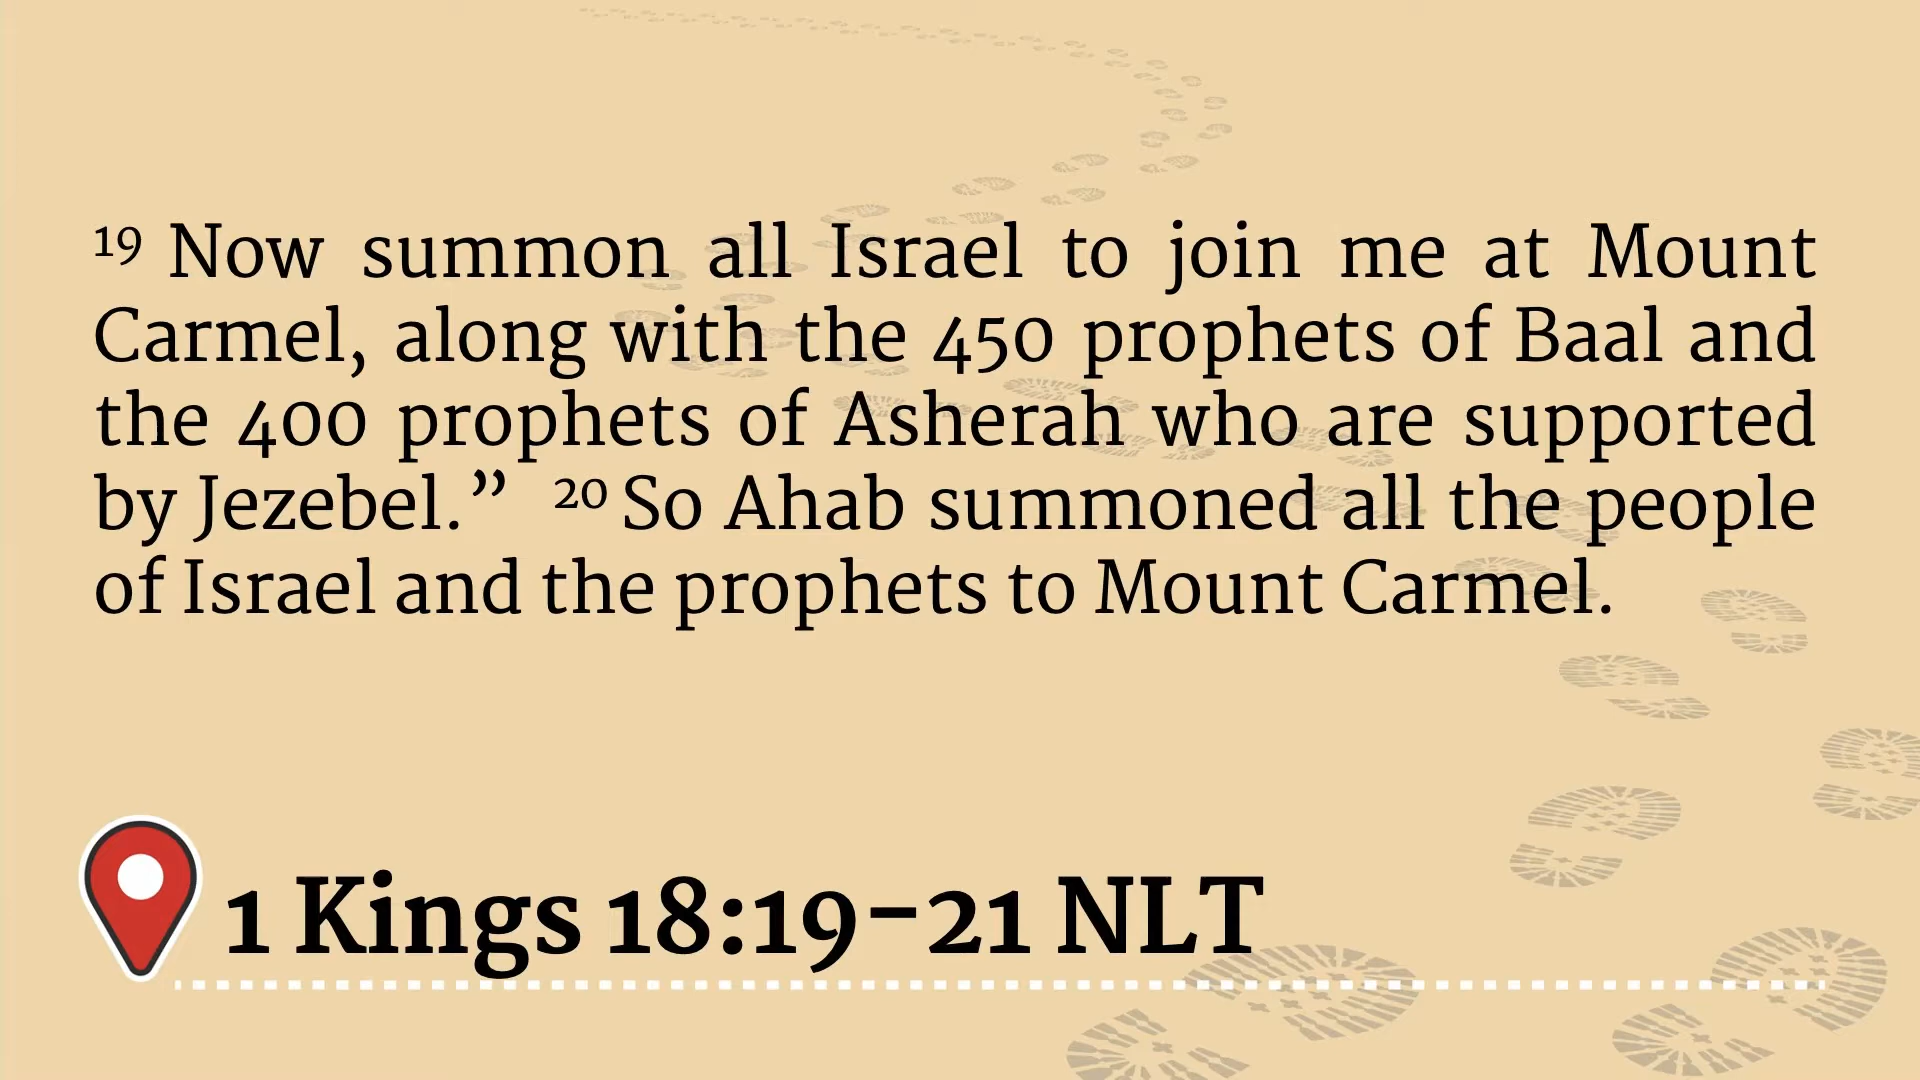 19 Now summon all Israel to join me at Mount
Carmel, along with the 450 prophets of Baal and
the 400 prophets of Asherah who are supported
by Jezebel.” 20 So Ahab summoned all the people
of Israel and the prophets to Mount Carmel.
1 Kings 18:19-21 NLT